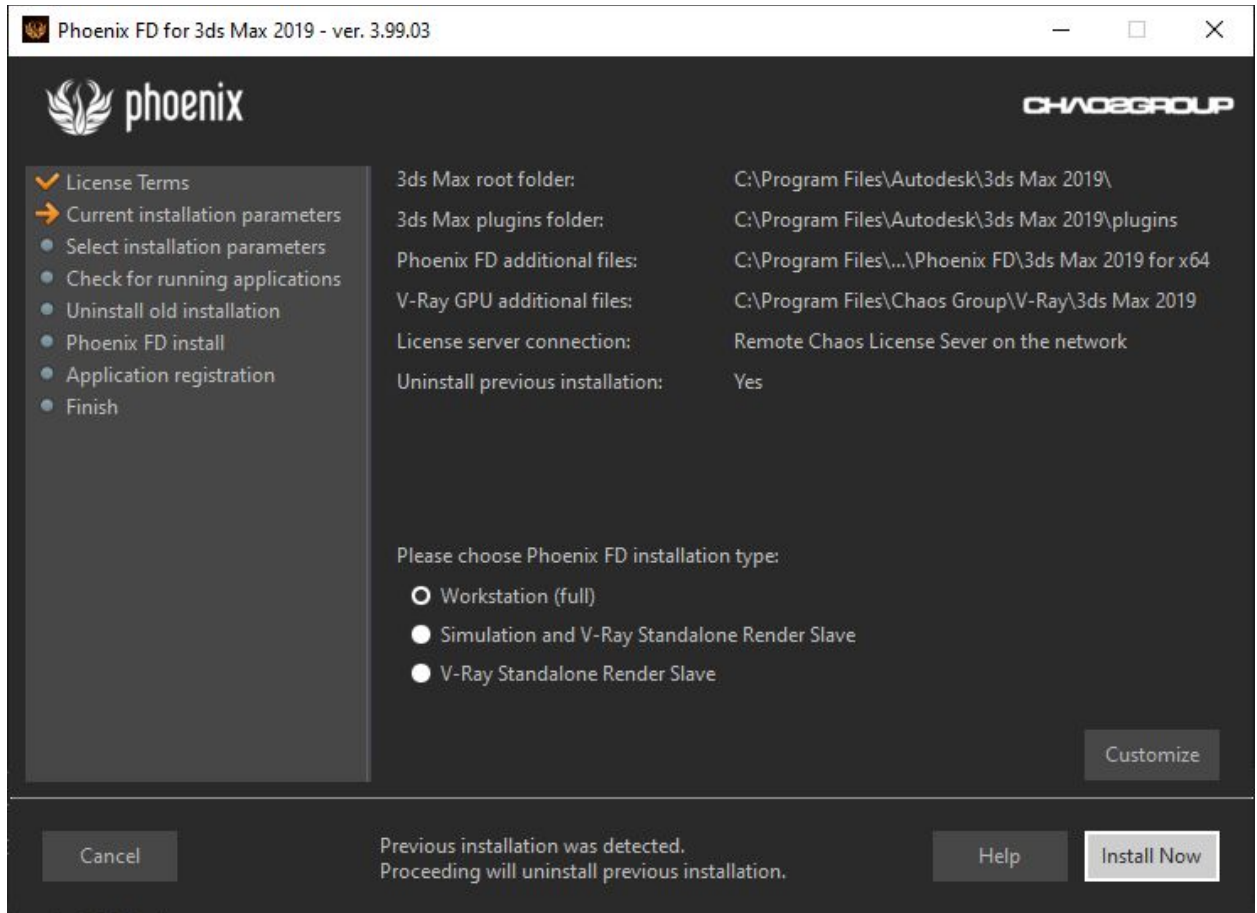 Phoenix FD for 3ds Max 2019 - ver. 3.99.03
phoenix
CHAOSGROUP
License Terms
Current installation parameters
Select installation parameters
Check for running applications
Uninstall old installation
Phoenix FD install
Application registration
Finish
3ds Max root folder: C:\Program Files\Autodesk\3ds Max 2019\
3ds Max plugins folder: C:\Program Files\Autodesk\3ds Max 2019\plugins
Phoenix FD additional files: C:\Program Files\...\Phoenix FD\3ds Max 2019 for x64
V-Ray GPU additional files: C:\Program Files\Chaos Group\V-Ray\3ds Max 2019
License server connection: Remote Chaos License Sever on the network
Uninstall previous installation: Yes
Please choose Phoenix FD installation type:
Workstation (full)
Simulation and V-Ray Standalone Render Slave
V-Ray Standalone Render Slave
Customize
Cancel
Previous installation was detected.
Proceeding will uninstall previous installation.
Help
Install Now